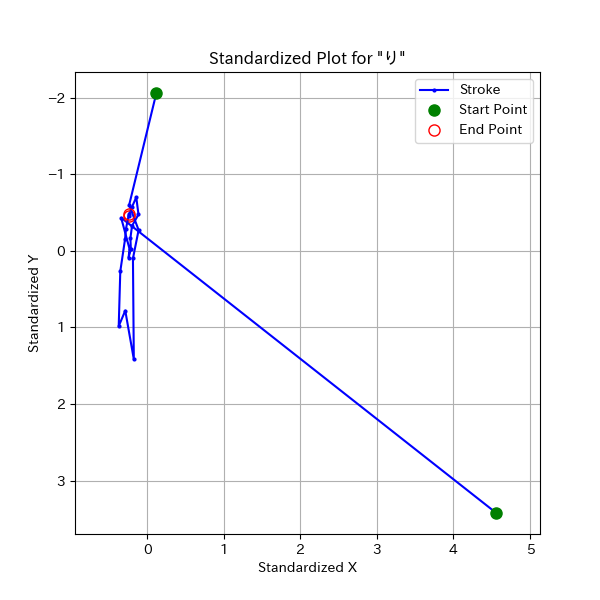 Standardized Plot for "り"
Stroke
Start Point
End Point
−2
−1
0
1
2
3
Standardized Y
0 1 2 3 4 5
Standardized X